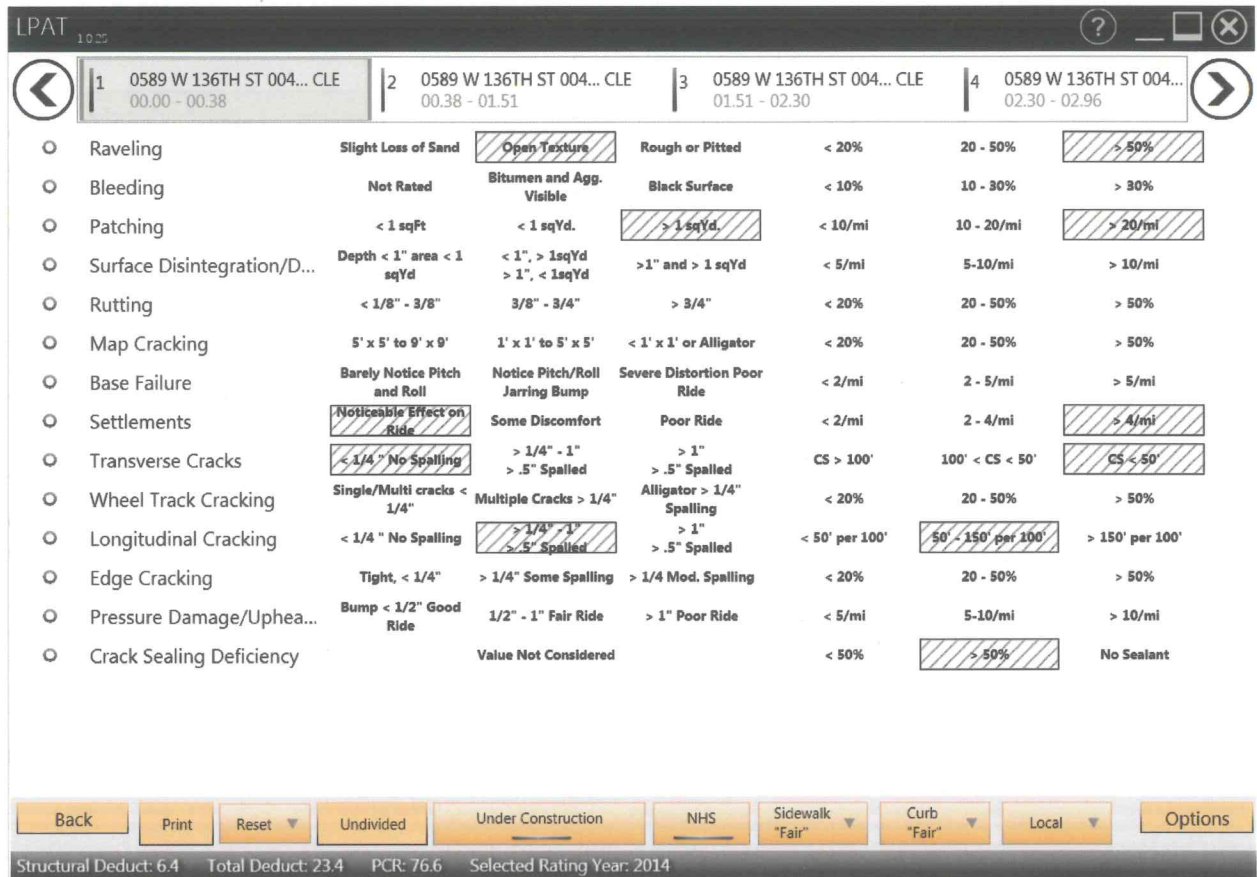 LPAT 1.0.25
?
1 0589 W 136TH ST 004... CLE
00.00 - 00.38
2 0589 W 136TH ST 004... CLE
00.38 - 01.51
3 0589 W 136TH ST 004... CLE
01.51 - 02.30
4 0589 W 136TH ST 004...
02.30 - 02.96
Raveling Slight Loss of Sand Open Texture Rough or Pitted < 20% 20 - 50% > 50%
Bleeding Not Rated Bitumen and Agg. Visible Black Surface < 10% 10 - 30% > 30%
Patching < 1 sqFt < 1 sqYd. > 1 sqYd. < 10/mi 10 - 20/mi > 20/mi
Surface Disintegration/D... Depth < 1" area < 1 sqYd < 1", > 1sqYd > 1", < 1sqYd >1" and > 1 sqYd < 5/mi 5-10/mi > 10/mi
Rutting < 1/8" - 3/8" 3/8" - 3/4" > 3/4" < 20% 20 - 50% > 50%
Map Cracking 5' x 5' to 9' x 9' 1' x 1' to 5' x 5' < 1' x 1' or Alligator < 20% 20 - 50% > 50%
Base Failure Barely Notice Pitch and Roll Notice Pitch/Roll Jarring Bump Severe Distortion Poor Ride < 2/mi 2 - 5/mi > 5/mi
Settlements Noticeable Effect on Ride Some Discomfort Poor Ride < 2/mi 2 - 4/mi > 4/mi
Transverse Cracks < 1/4 " No Spalling > 1/4" - 1" > .5" Spalled > 1" > .5" Spalled CS > 100' 100' < CS < 50' CS < 50'
Wheel Track Cracking Single/Multi cracks < 1/4" Multiple Cracks > 1/4" Alligator > 1/4" Spalling < 20% 20 - 50% > 50%
Longitudinal Cracking < 1/4 " No Spalling > 1/4" - 1" > .5" Spalled > 1" > .5" Spalled < 50' per 100' 50' - 150' per 100' > 150' per 100'
Edge Cracking Tight, < 1/4" > 1/4" Some Spalling > 1/4 Mod. Spalling < 20% 20 - 50% > 50%
Pressure Damage/Uphea... Bump < 1/2" Good Ride 1/2" - 1" Fair Ride > 1" Poor Ride < 5/mi 5-10/mi > 10/mi
Crack Sealing Deficiency Value Not Considered < 50% > 50% No Sealant
Back Print Reset Undivided Under Construction NHS Sidewalk "Fair" Curb "Fair" Local Options
Structural Deduct: 6.4 Total Deduct: 23.4 PCR: 76.6 Selected Rating Year: 2014